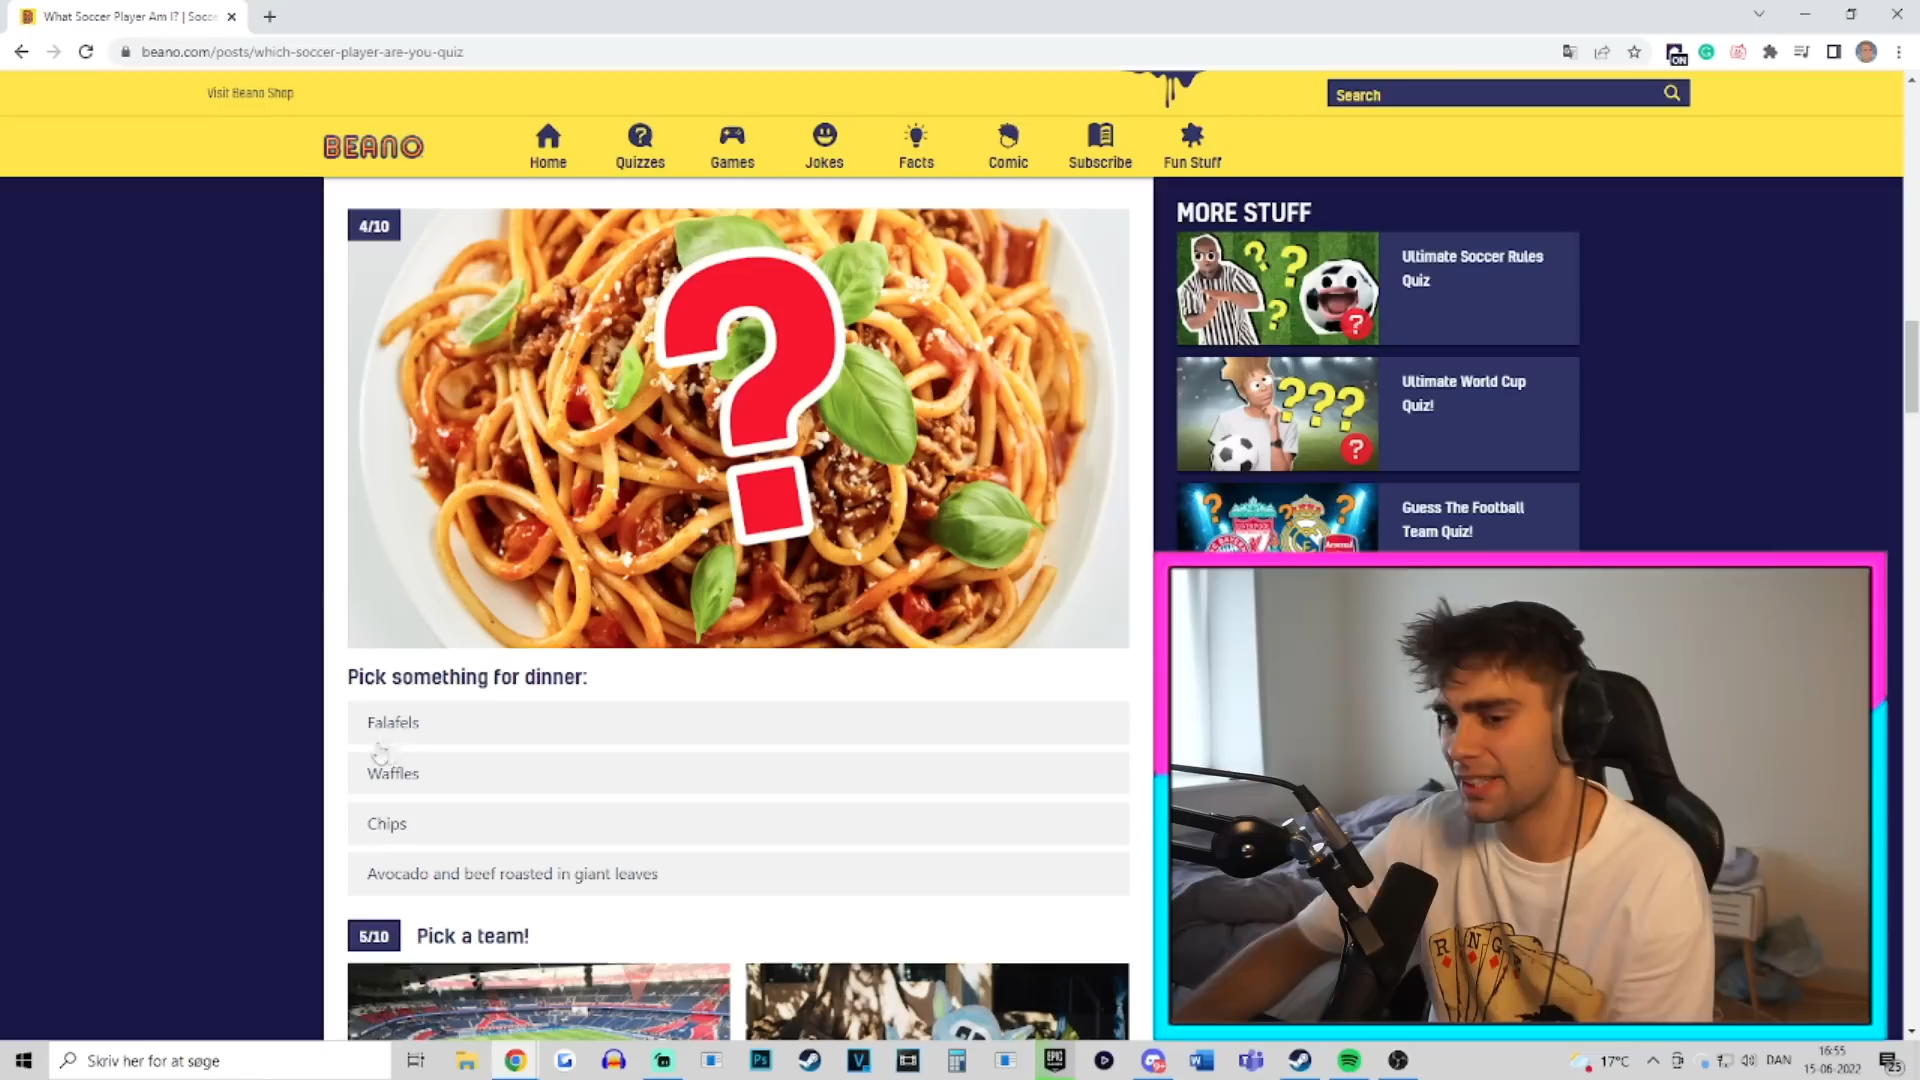 What Soccer Player Am I? | Socce
beano.com/posts/which-soccer-player-are-you-quiz
ON
Visit Beano Shop
Search
BEANO
Home
Quizzes
Games
Jokes
Facts
Comic
Subscribe
Fun Stuff
4/10
?
MORE STUFF
Ultimate Soccer Rules
Quiz
Ultimate World Cup
Quiz!
Guess The Football
Team Quiz!
Pick something for dinner:
Falafels
Waffles
Chips
Avocado and beef roasted in giant leaves
5/10
Pick a team!
Skriv her for at søge
17°C
DAN
16:55
15-06-2022
25